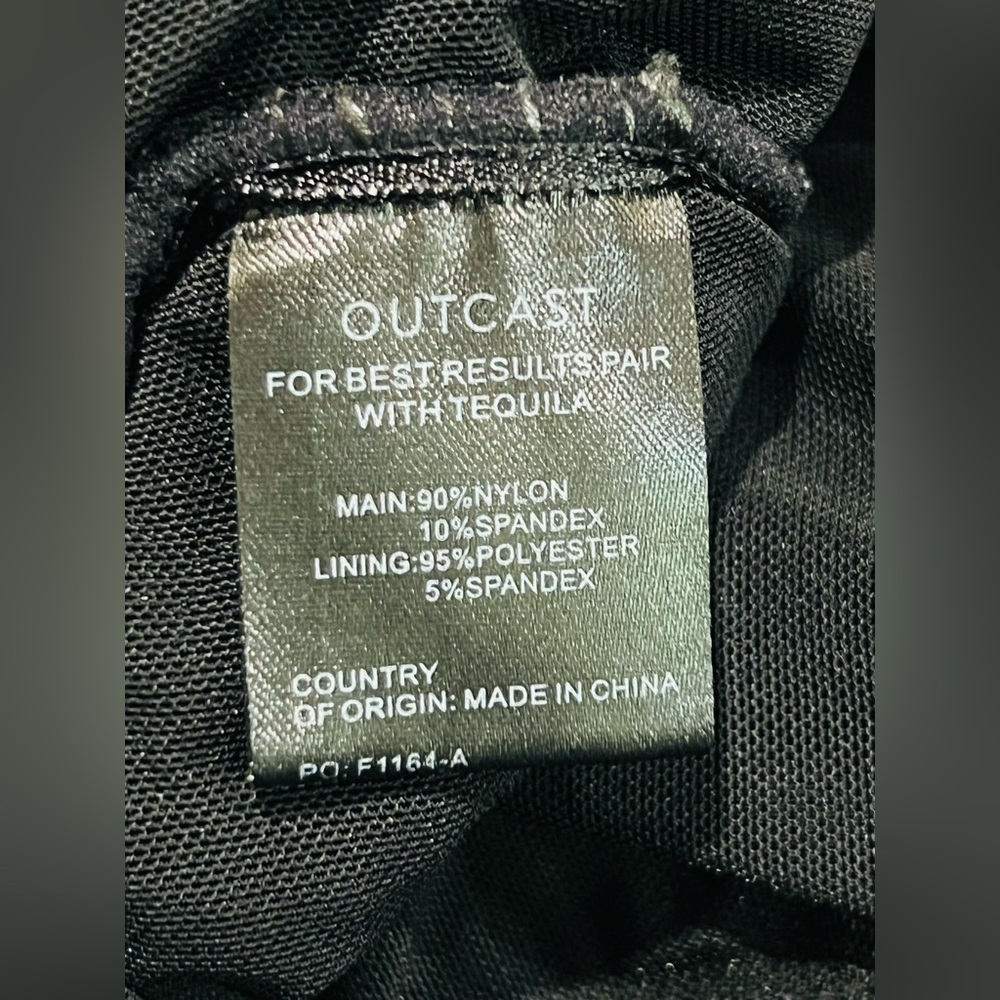 OUTCAST
FOR BEST RESULTS PAIR
WITH TEQUILA
MAIN:90%NYLON
10%SPANDEX
LINING:95%POLYESTER
5%SPANDEX
COUNTRY
OF ORIGIN: MADE IN CHINA
PO: F1164-A